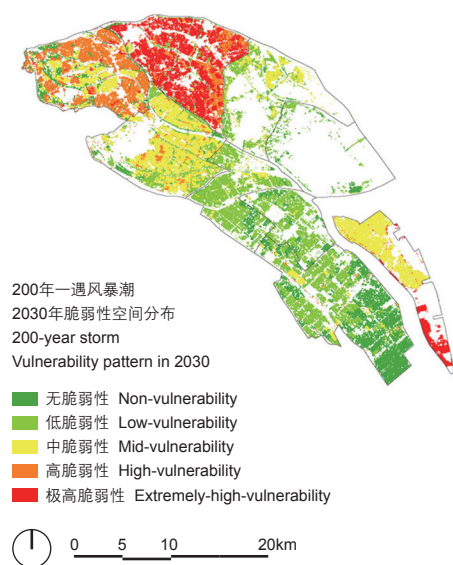 200年一遇风暴潮
2030年脆弱性空间分布
200-year storm
Vulnerability pattern in 2030
无脆弱性 Non-vulnerability
低脆弱性 Low-vulnerability
中脆弱性 Mid-vulnerability
高脆弱性 High-vulnerability
极高脆弱性 Extremely-high-vulnerability
0 5 10 20km